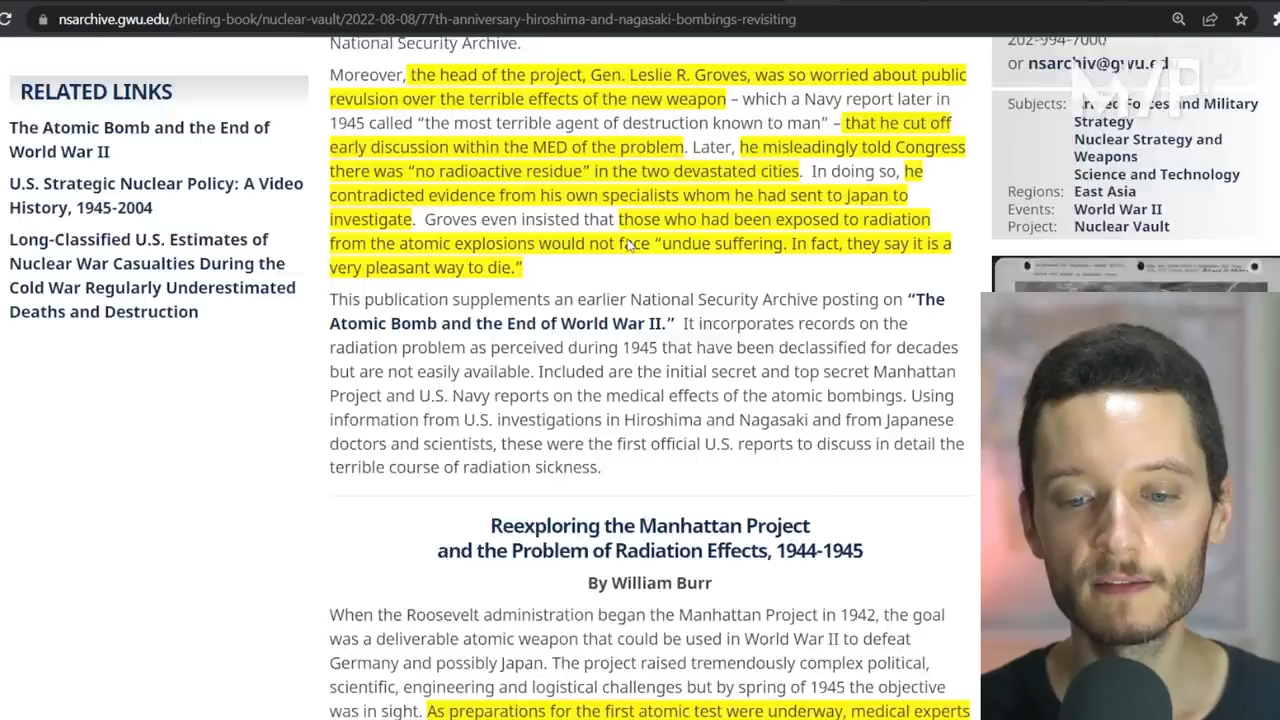 nsarchive.gwu.edu/briefing-book/nuclear-vault/2022-08-08/77th-anniversary-hiroshima-and-nagasaki-bombings-revisiting
RELATED LINKS
The Atomic Bomb and the End of
World War II
U.S. Strategic Nuclear Policy: A Video
History, 1945-2004
Long-Classified U.S. Estimates of
Nuclear War Casualties During the
Cold War Regularly Underestimated
Deaths and Destruction
National Security Archive.
Moreover, the head of the project, Gen. Leslie R. Groves, was so worried about public
revulsion over the terrible effects of the new weapon – which a Navy report later in
1945 called “the most terrible agent of destruction known to man” – that he cut off
early discussion within the MED of the problem. Later, he misleadingly told Congress
there was “no radioactive residue” in the two devastated cities. In doing so, he
contradicted evidence from his own specialists whom he had sent to Japan to
investigate. Groves even insisted that those who had been exposed to radiation
from the atomic explosions would not face “undue suffering. In fact, they say it is a
very pleasant way to die.”
This publication supplements an earlier National Security Archive posting on “The
Atomic Bomb and the End of World War II.” It incorporates records on the
radiation problem as perceived during 1945 that have been declassified for decades
but are not easily available. Included are the initial secret and top secret Manhattan
Project and U.S. Navy reports on the medical effects of the atomic bombings. Using
information from U.S. investigations in Hiroshima and Nagasaki and from Japanese
doctors and scientists, these were the first official U.S. reports to discuss in detail the
terrible course of radiation sickness.
Reexploring the Manhattan Project
and the Problem of Radiation Effects, 1944-1945
By William Burr
When the Roosevelt administration began the Manhattan Project in 1942, the goal
was a deliverable atomic weapon that could be used in World War II to defeat
Germany and possibly Japan. The project raised tremendously complex political,
scientific, engineering and logistical challenges but by spring of 1945 the objective
was in sight. As preparations for the first atomic test were underway, medical experts
202-994-7000
or nsarchiv@gwu.edu
MVP
Subjects: Armed Forces and Military
Strategy
Nuclear Strategy and
Weapons
Science and Technology
Regions: East Asia
Events: World War II
Project: Nuclear Vault